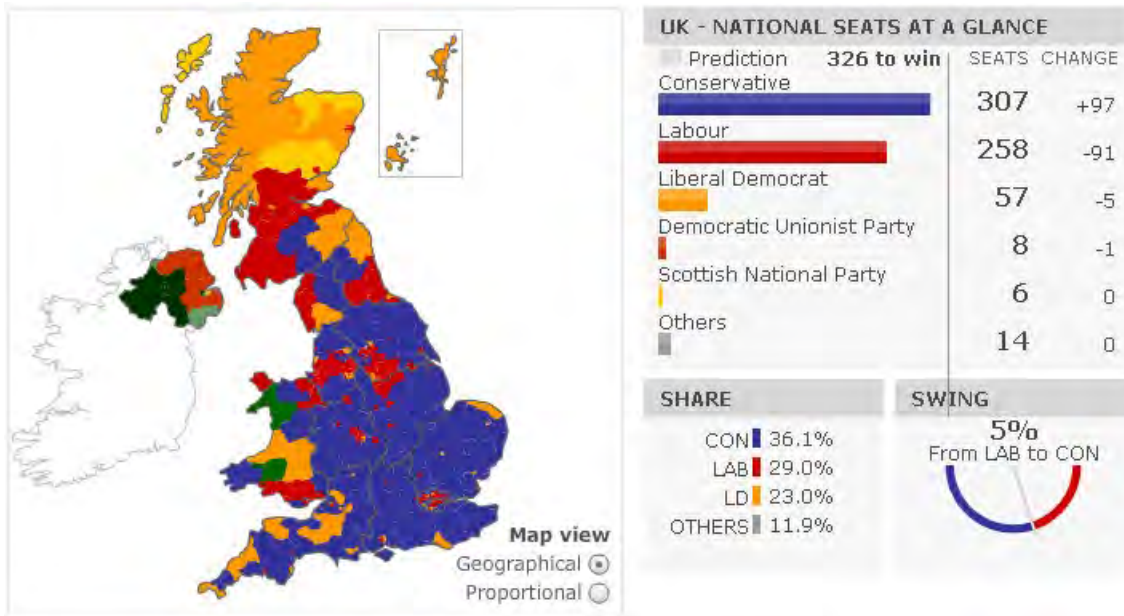 UK - NATIONAL SEATS AT A GLANCE
Prediction 326 to win SEATS CHANGE
Conservative
307 +97
Labour
258 -91
Liberal Democrat
57 -5
Democratic Unionist Party
8 -1
Scottish National Party
6 0
Others
14 0
SHARE
CON 36.1%
LAB 29.0%
LD 23.0%
OTHERS 11.9%
SWING
5%
From LAB to CON
Map view
Geographical
Proportional